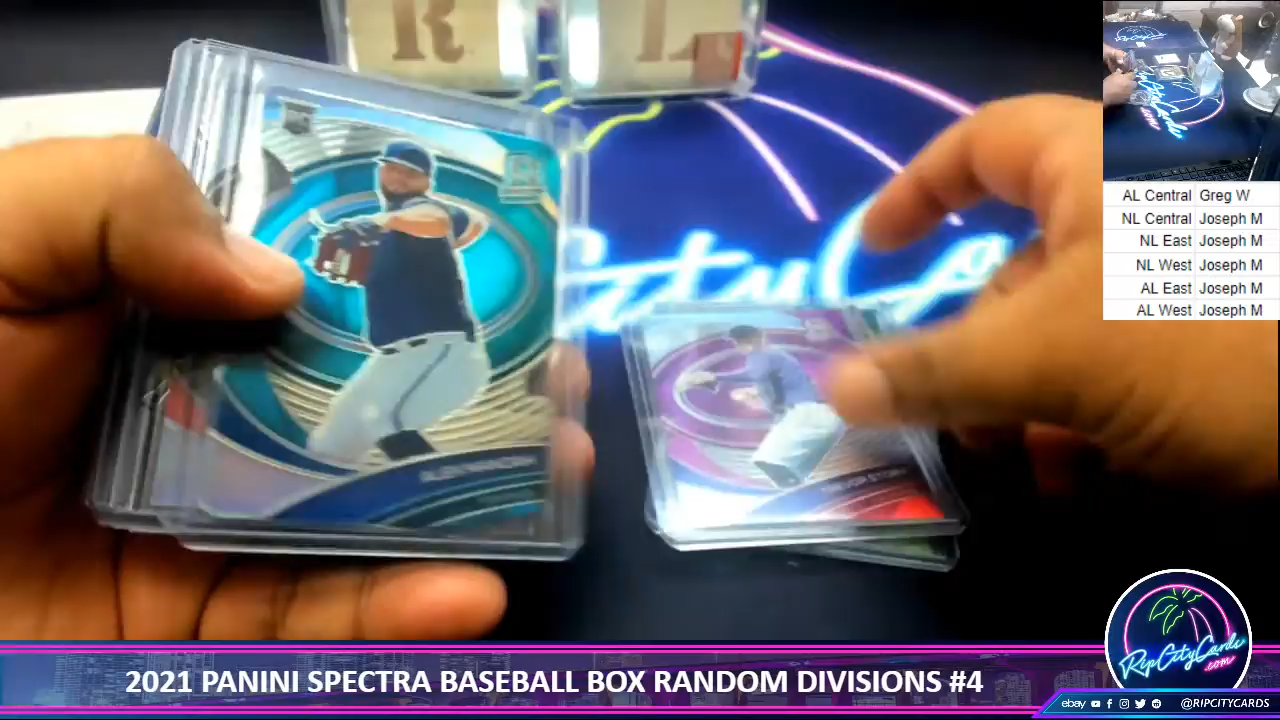 R
AL Central Greg W
NL Central Joseph M
NL East Joseph M
NL West Joseph M
AL East Joseph M
AL West Joseph M
2021 PANINI SPECTRA BASEBALL BOX RANDOM DIVISIONS #4
RipCityCards
.com
ebay @RIPCITYCARDS